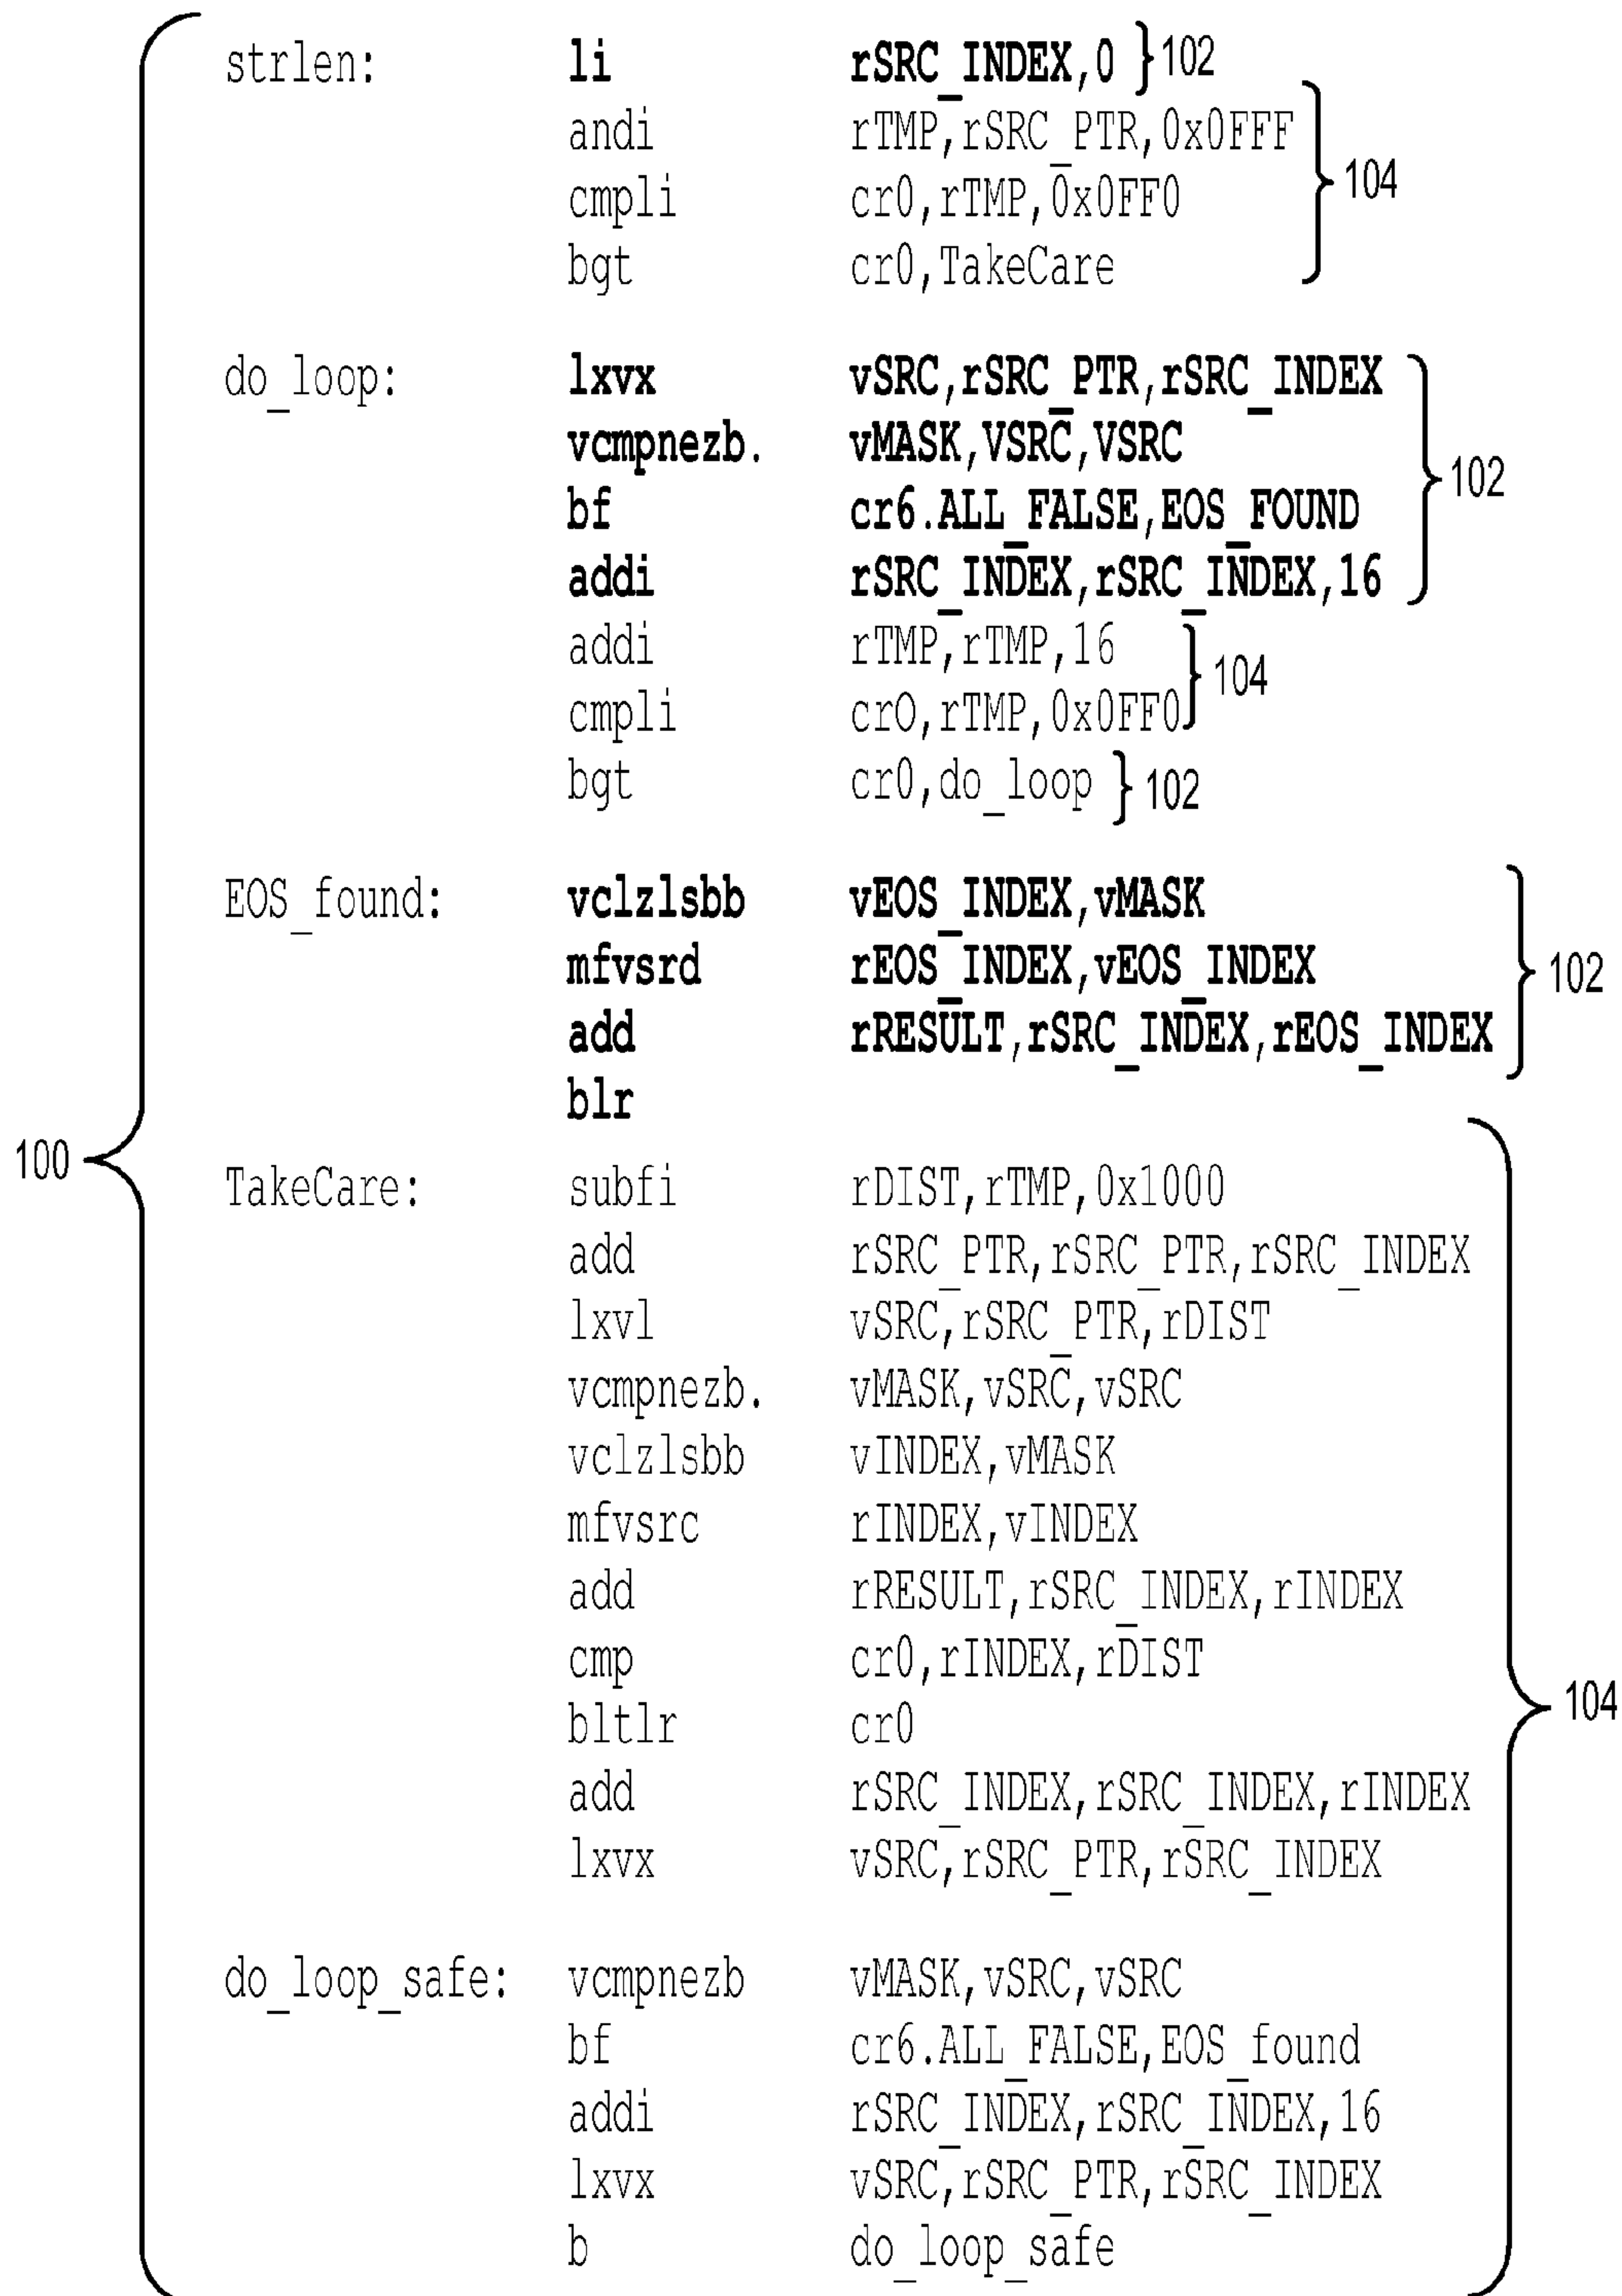 strlen: li rSRC_INDEX,0 }102
andi rTMP,rSRC_PTR,0x0FFF
cmpli cr0,rTMP,0x0FF0 104
bgt cr0,TakeCare
do_loop: lxvx vSRC,rSRC_PTR,rSRC_INDEX
vcmpnezb. vMASK,VSRC,VSRC
bf cr6.ALL_FALSE,EOS_FOUND 102
addi rSRC_INDEX,rSRC_INDEX,16
addi rTMP,rTMP,16
104
cmpli crO,rTMP,0x0FF0
bgt cr0,do_loop } 102
EOS_found: vclzlsbb vEOS_INDEX,vMASK
mfvsrd rEOS_INDEX,vEOS_INDEX 102
add rRESULT,rSRC_INDEX,rEOS_INDEX
blr
100
TakeCare: subfi rDIST,rTMP,0x1000
add rSRC_PTR,rSRC_PTR,rSRC_INDEX
lxvl vSRC,rSRC_PTR,rDIST
vcmpnezb. vMASK,vSRC,vSRC
vclzlsbb vINDEX,vMASK
mfvsrc rINDEX,vINDEX
add rRESULT,rSRC_INDEX,rINDEX
cmp cr0,rINDEX,rDIST
104
bltlr cr0
add rSRC_INDEX,rSRC_INDEX,rINDEX
lxvx vSRC,rSRC_PTR,rSRC_INDEX
do_loop_safe: vcmpnezb vMASK,vSRC,vSRC
bf cr6.ALL_FALSE,EOS_found
addi rSRC_INDEX,rSRC_INDEX,16
lxvx vSRC,rSRC_PTR,rSRC_INDEX
b do_loop_safe